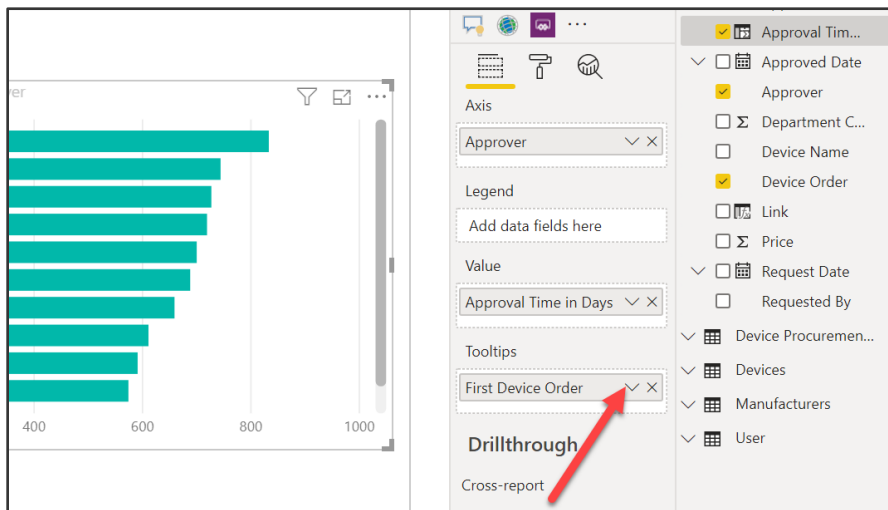 ver
400 600 800 1000
Axis
Approver
Legend
Add data fields here
Value
Approval Time in Days
Tooltips
First Device Order
Drillthrough
Cross-report
Approval Tim...
Approved Date
Approver
Department C...
Device Name
Device Order
Link
Price
Request Date
Requested By
Device Procuremen...
Devices
Manufacturers
User